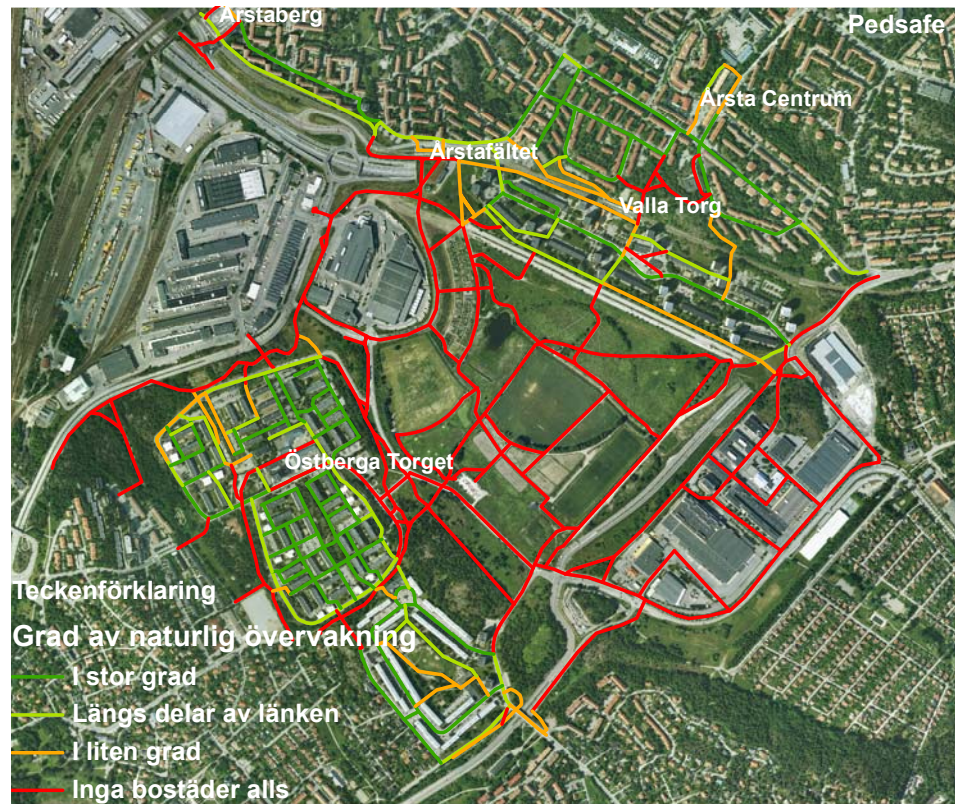 Årstaberg
Pedsafe
Årsta Centrum
Årstafältet
Valla Torg
Östberga Torget
Teckenförklaring
Grad av naturlig övervakning
I stor grad
Längs delar av länken
I liten grad
Inga bostäder alls